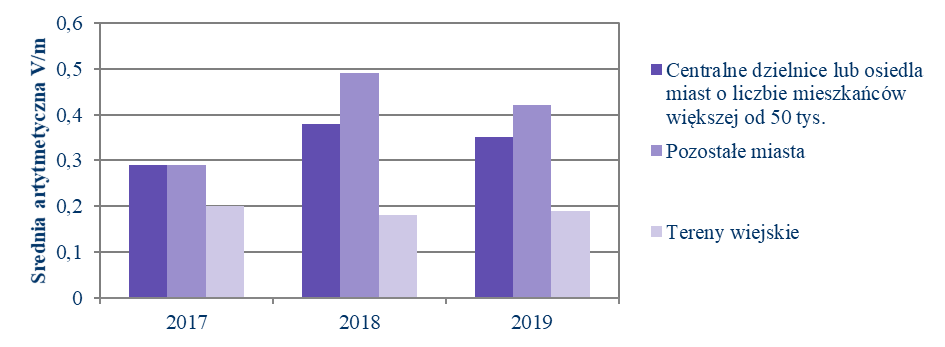 Średnia artytmetyczna V/m
0,6
0,5
0,4
0,3
0,2
0,1
0
2017
2018
2019
Centralne dzielnice lub osiedla
miast o liczbie mieszkańców
większej od 50 tys.
Pozostałe miasta
Tereny wiejskie